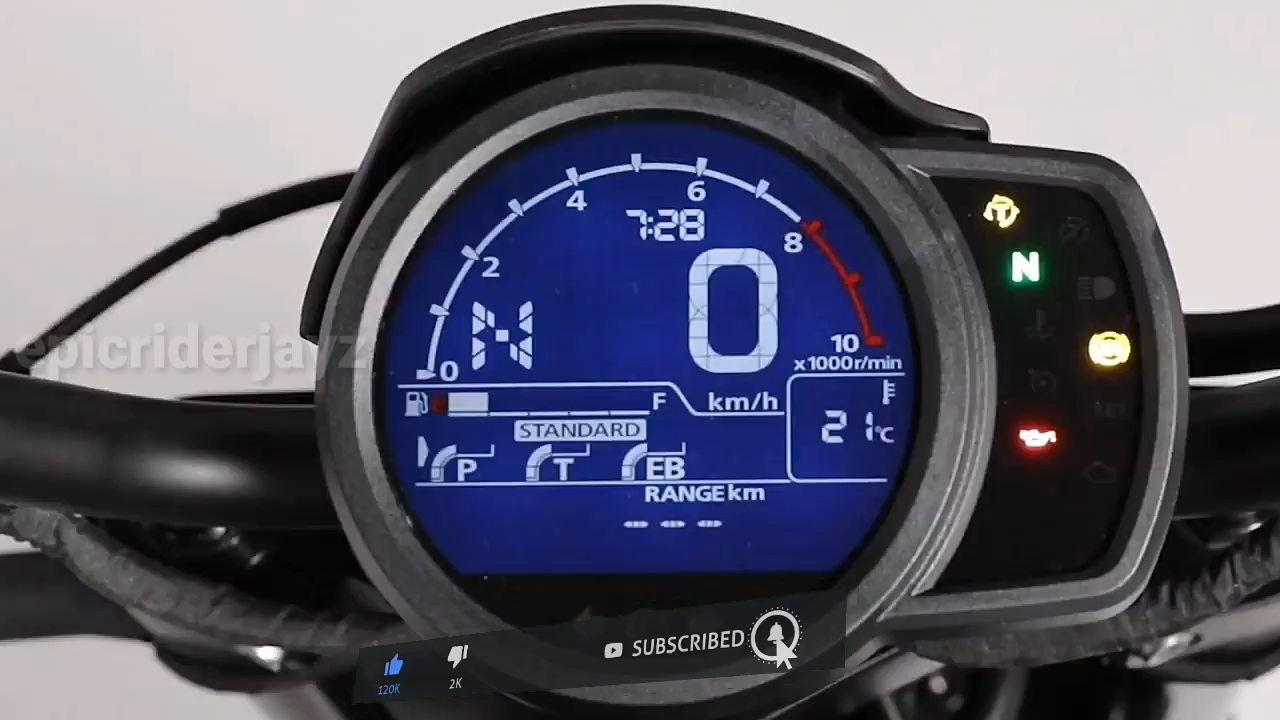 4
6
7:28
8
2
N
0
0
10
x1000r/min
F
km/h
STANDARD
21°C
P
T
EB
RANGE km
---
T
N
epicriderjayz
SUBSCRIBED
120K
2K